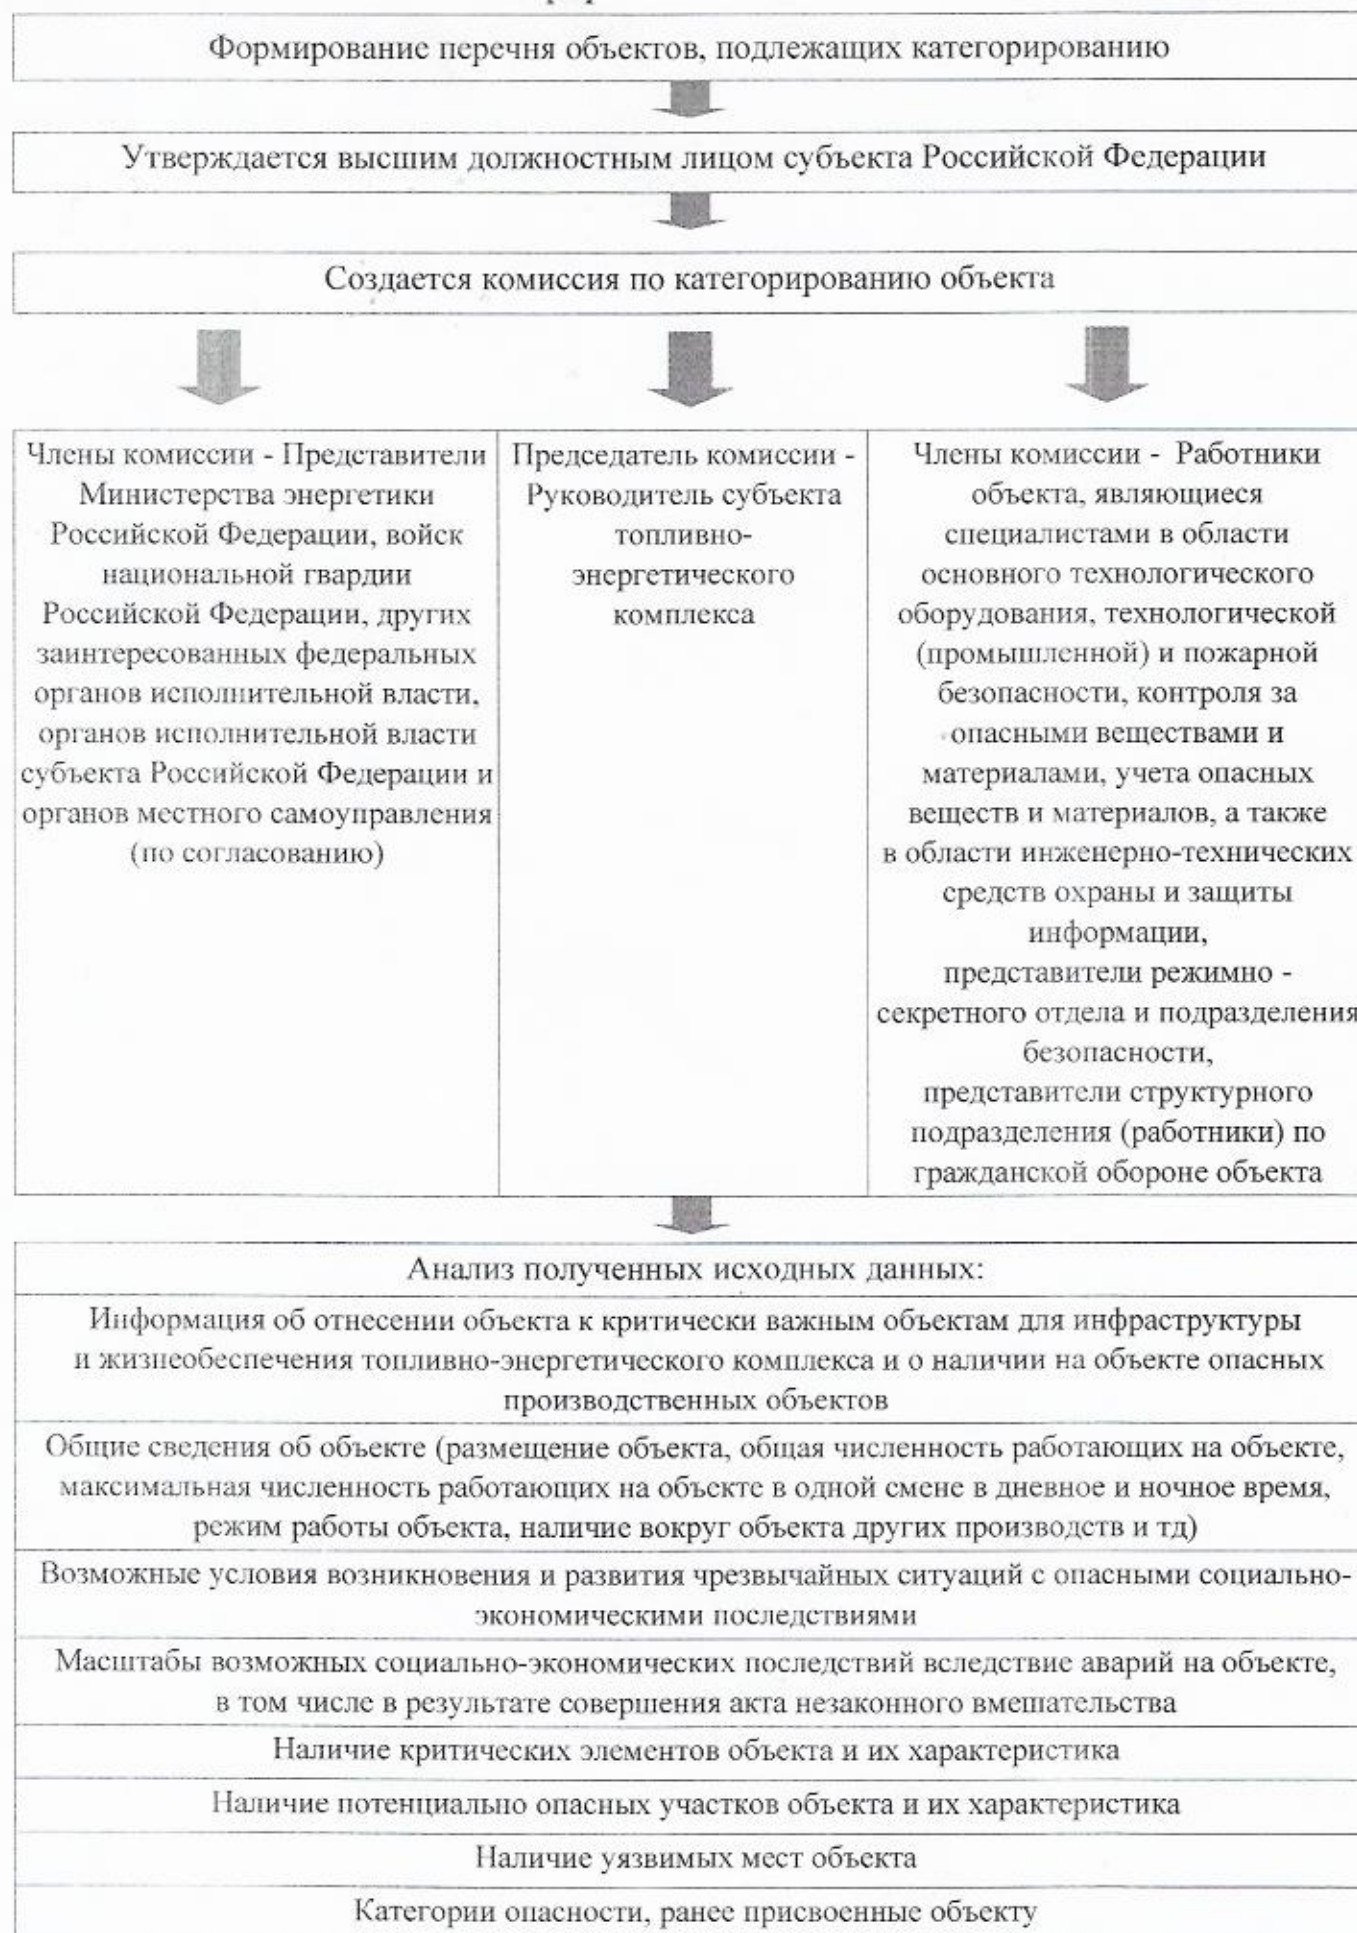 Формирование перечня объектов, подлежащих категорированию
Утверждается высшим должностным лицом субъекта Российской Федерации
Создается комиссия по категорированию объекта
Члены комиссии - Представители
Министерства энергетики
Российской Федерации, войск
национальной гвардии
Российской Федерации, других
заинтересованных федеральных
органов исполнительной власти,
органов исполнительной власти
субъекта Российской Федерации и
органов местного самоуправления
(по согласованию)
Председатель комиссии -
Руководитель субъекта
топливно-
энергетического
комплекса
Члены комиссии - Работники
объекта, являющиеся
специалистами в области
основного технологического
оборудования, технологической
(промышленной) и пожарной
безопасности, контроля за
опасными веществами и
материалами, учета опасных
веществ и материалов, а также
в области инженерно-технических
средств охраны и защиты
информации,
представители режимно -
секретного отдела и подразделения
безопасности,
представители структурного
подразделения (работники) по
гражданской обороне объекта
Анализ полученных исходных данных:
Информация об отнесении объекта к критически важным объектам для инфраструктуры
и жизнеобеспечения топливно-энергетического комплекса и о наличии на объекте опасных
производственных объектов
Общие сведения об объекте (размещение объекта, общая численность работающих на объекте,
максимальная численность работающих на объекте в одной смене в дневное и ночное время,
режим работы объекта, наличие вокруг объекта других производств и тд)
Возможные условия возникновения и развития чрезвычайных ситуаций с опасными социально-
экономическими последствиями
Масштабы возможных социально-экономических последствий вследствие аварий на объекте,
в том числе в результате совершения акта незаконного вмешательства
Наличие критических элементов объекта и их характеристика
Наличие потенциально опасных участков объекта и их характеристика
Наличие уязвимых мест объекта
Категории опасности, ранее присвоенные объекту